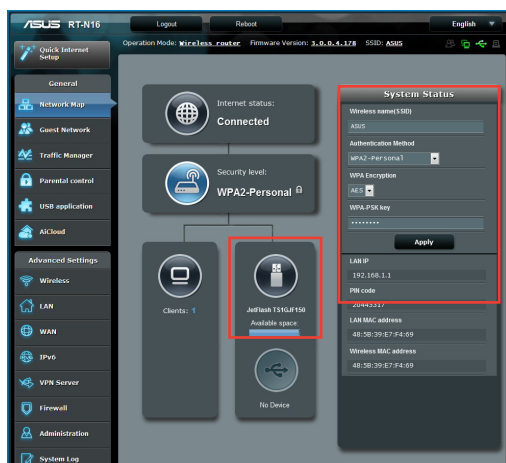 ASUS RT-N16
Logout
Reboot
English
Quick Internet
Setup
Operation Mode: Wireless router Firmware Version: 3.0.0.4.178 SSID: ASUS
General
Network Map
Guest Network
Traffic Manager
Parental control
USB application
AiCloud
Advanced Settings
Wireless
LAN
WAN
IPv6
VPN Server
Firewall
Administration
System Log
Internet status:
Connected
Security level:
WPA2-Personal
Clients: 1
JetFlash TS1GJF150
Available space:
No Device
System Status
Wireless name(SSID)
ASUS
Authentication Method
WPA2-Personal
WPA Encryption
AES
WPA-PSK key
••••••••
Apply
LAN IP
192.168.1.1
PIN code
LAN MAC address
48:5B:39:E7:F4:69
Wireless MAC address
48:5B:39:E7:F4:69